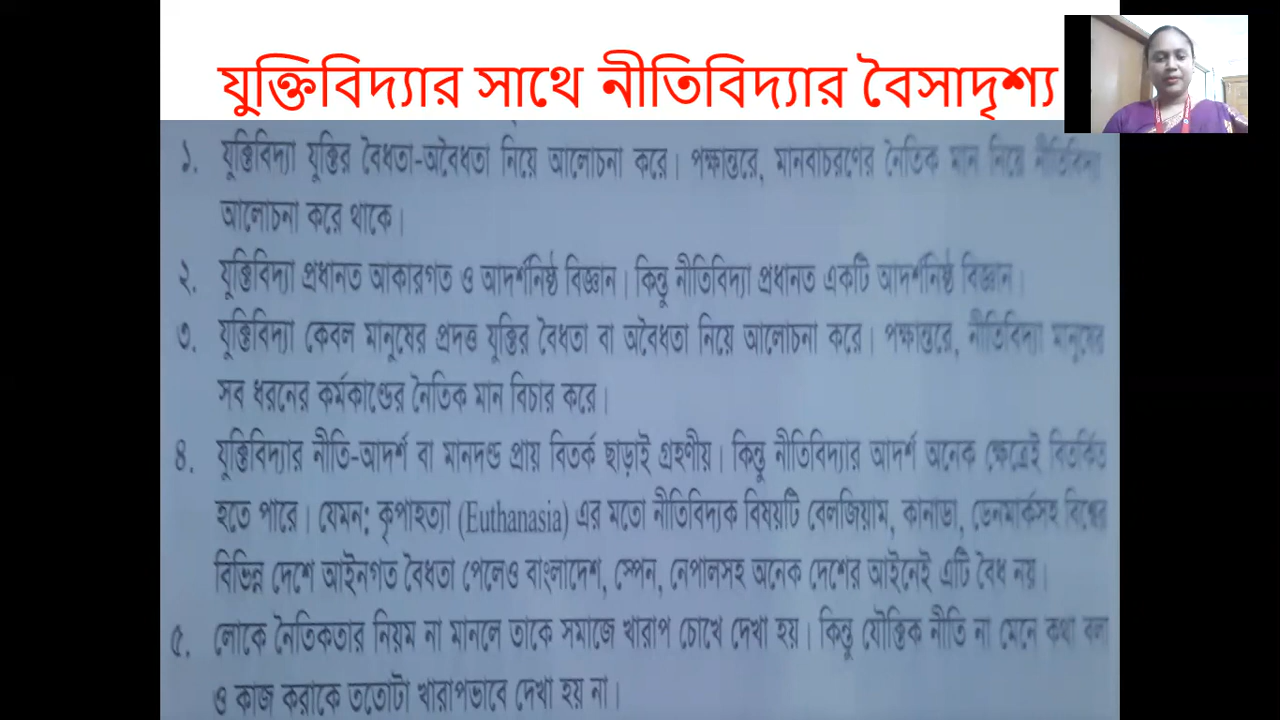 যুক্তিবিদ্যার সাথে নীতিবিদ্যার বৈসাদৃশ্য
১. যুক্তিবিদ্যা যুক্তির বৈধতা-অবৈধতা নিয়ে আলোচনা করে। পক্ষান্তরে, মানবাচরণের নৈতিক মান নিয়ে নীতিবিদ্যা
আলোচনা করে থাকে।
২. যুক্তিবিদ্যা প্রধানত আকারগত ও আদর্শনিষ্ঠ বিজ্ঞান। কিন্তু নীতিবিদ্যা প্রধানত একটি আদর্শনিষ্ঠ বিজ্ঞান।
৩. যুক্তিবিদ্যা কেবল মানুষের প্রদত্ত যুক্তির বৈধতা বা অবৈধতা নিয়ে আলোচনা করে। পক্ষান্তরে, নীতিবিদ্যা মানুষের
সব ধরনের কর্মকাণ্ডের নৈতিক মান বিচার করে।
৪. যুক্তিবিদ্যার নীতি-আদর্শ বা মানদণ্ড প্রায় বিতর্ক ছাড়াই গ্রহণীয়। কিন্তু নীতিবিদ্যার আদর্শ অনেক ক্ষেত্রেই বিতর্কিত
হতে পারে। যেমন: কৃপাহত্যা (Euthanasia) এর মতো নীতিবিদ্যক বিষয়টি বেলজিয়াম, কানাডা, ডেনমার্কসহ বিশ্বের
বিভিন্ন দেশে আইনগত বৈধতা পেলেও বাংলাদেশ, স্পেন, নেপালসহ অনেক দেশের আইনেই এটি বৈধ নয়।
৫. লোকে নৈতিকতার নিয়ম না মানলে তাকে সমাজে খারাপ চোখে দেখা হয়। কিন্তু যৌক্তিক নীতি না মেনে কথা বলা
ও কাজ করাকে ততোটা খারাপভাবে দেখা হয় না।